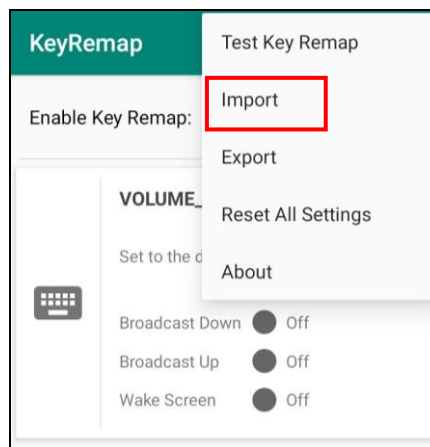 KeyRemap
Test Key Remap
Import
Enable Key Remap:
Export
VOLUME_
Reset All Settings
Set to the d
About
Broadcast Down Off
Broadcast Up Off
Wake Screen Off